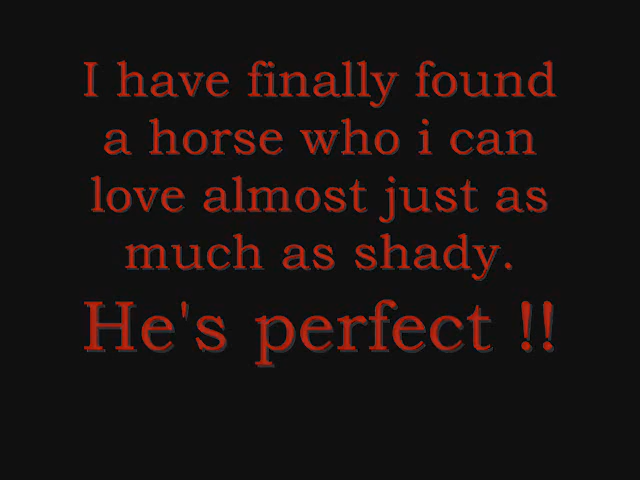 I have finally found
a horse who i can
love almost just as
much as shady.
He's perfect !!